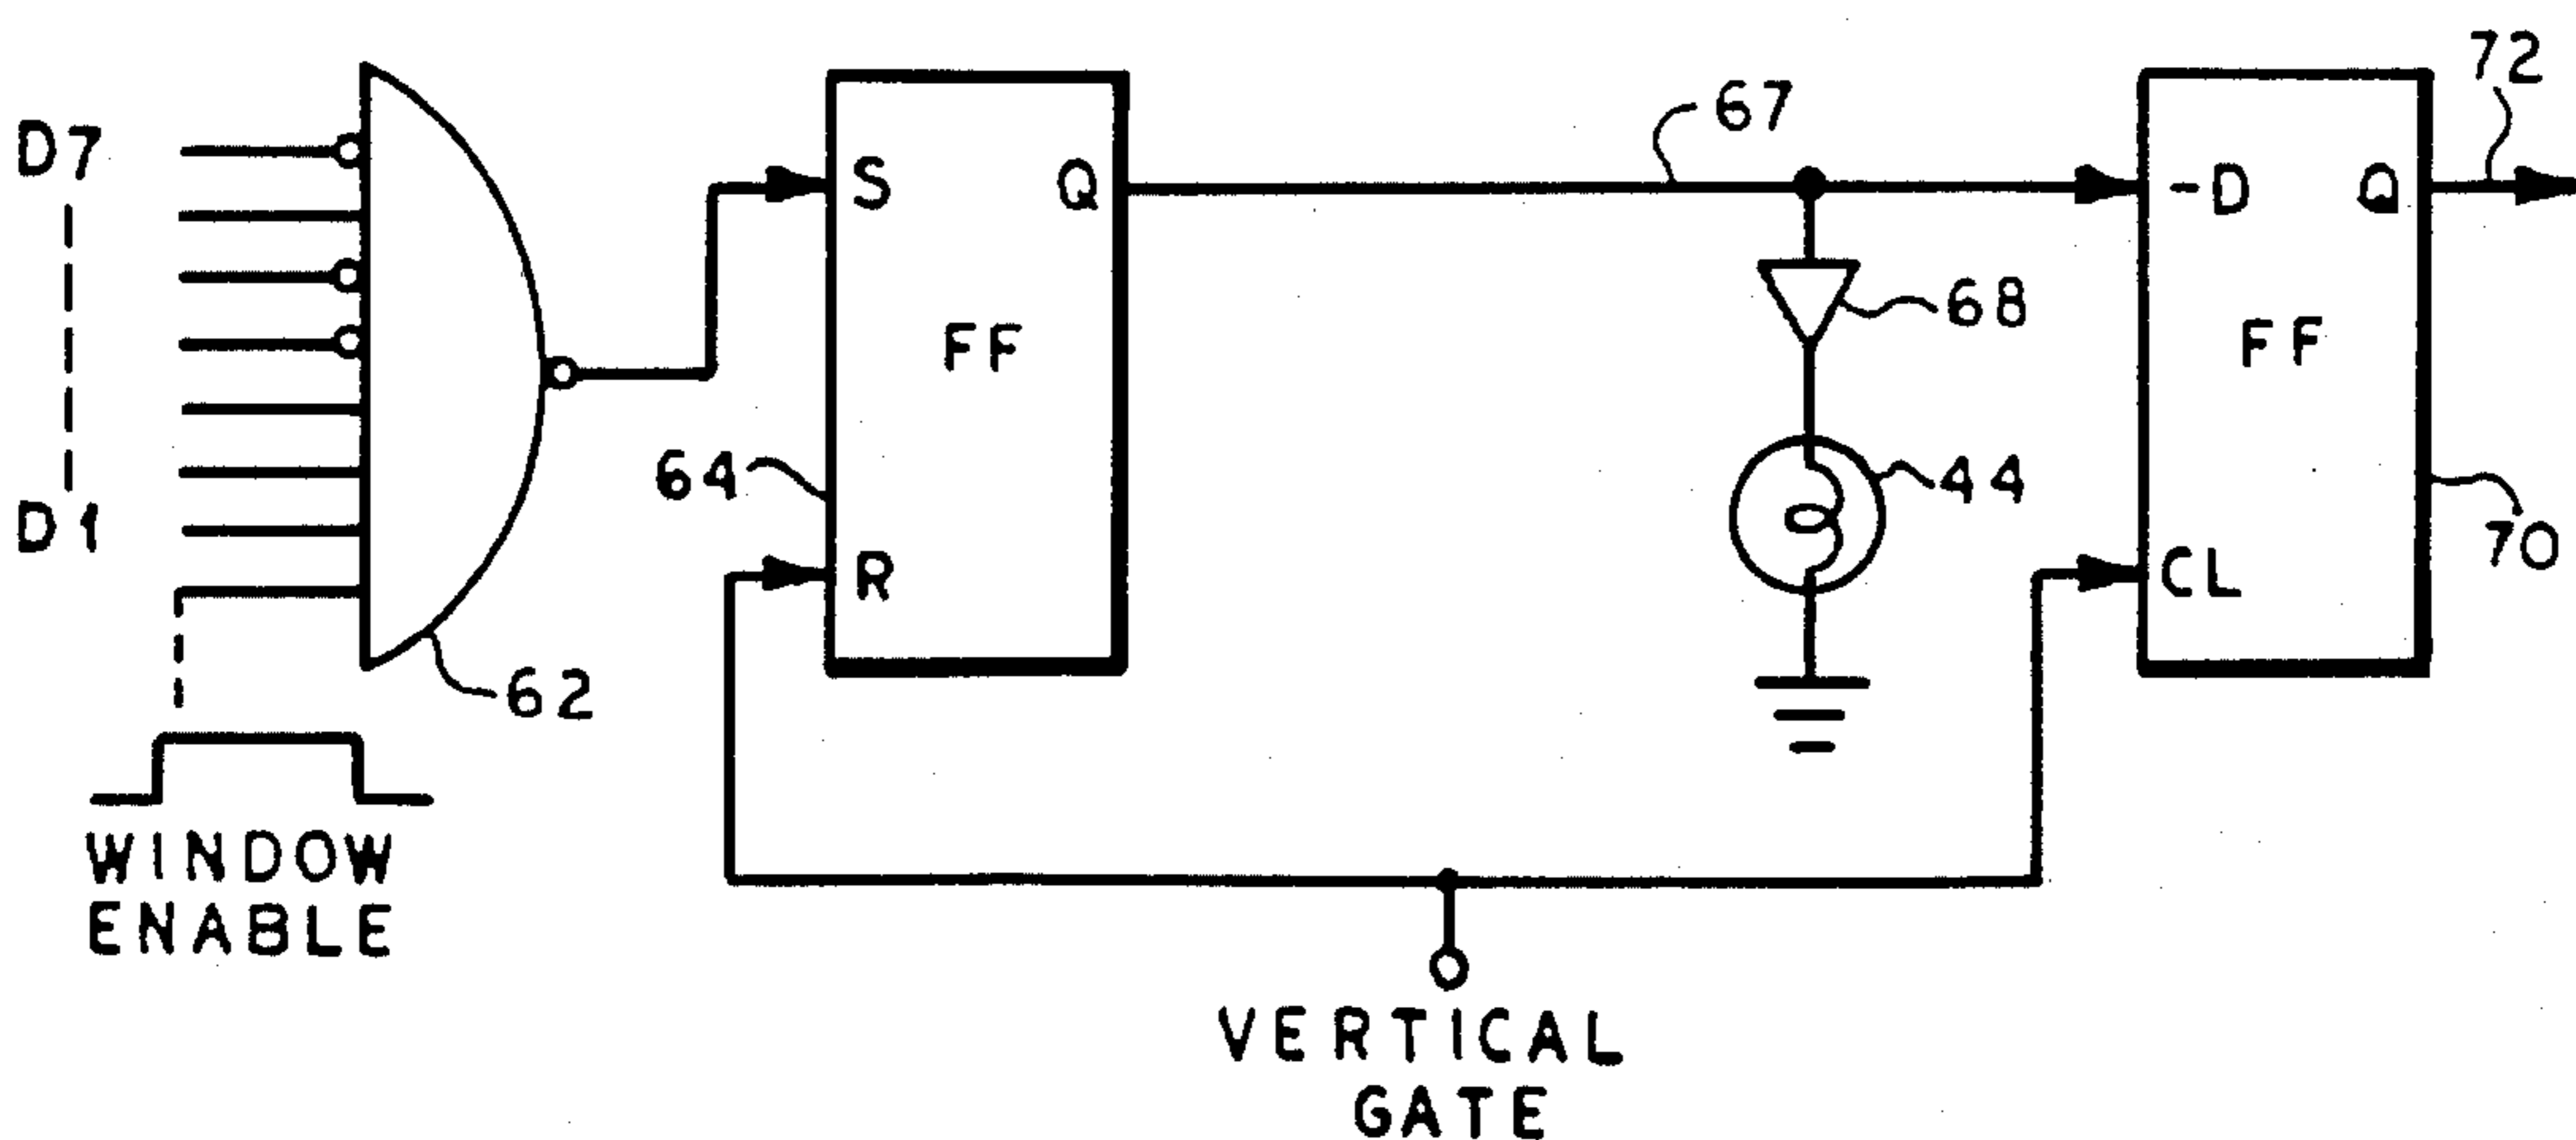 72
67
D7
S
Q
-D
Q
68
FF
FF
64
44
D1
70
R
CL
62
WINDOW
ENABLE
VERTICAL
GATE